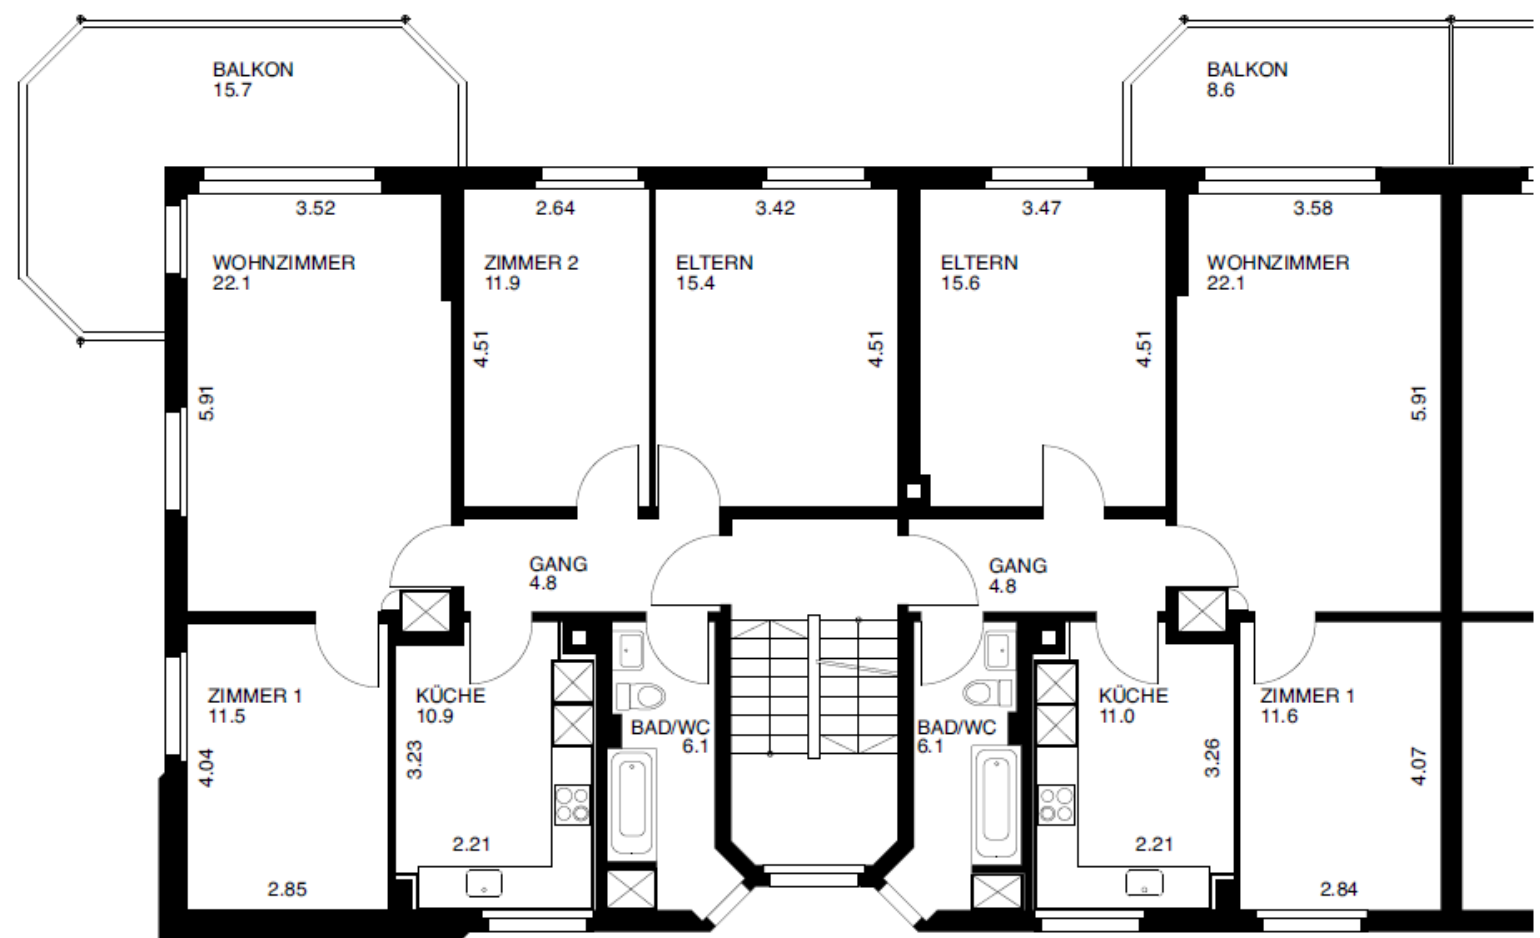 BALKON
15.7
BALKON
8.6
3.52
2.64
3.42
3.47
3.58
WOHNZIMMER
22.1
ZIMMER 2
11.9
ELTERN
15.4
ELTERN
15.6
WOHNZIMMER
22.1
4.51
4.51
4.51
5.91
5.91
GANG
4.8
GANG
4.8
ZIMMER 1
11.5
KÜCHE
10.9
BAD/WC
6.1
BAD/WC
6.1
KÜCHE
11.0
ZIMMER 1
11.6
4.04
3.23
3.26
4.07
2.21
2.21
2.85
2.84